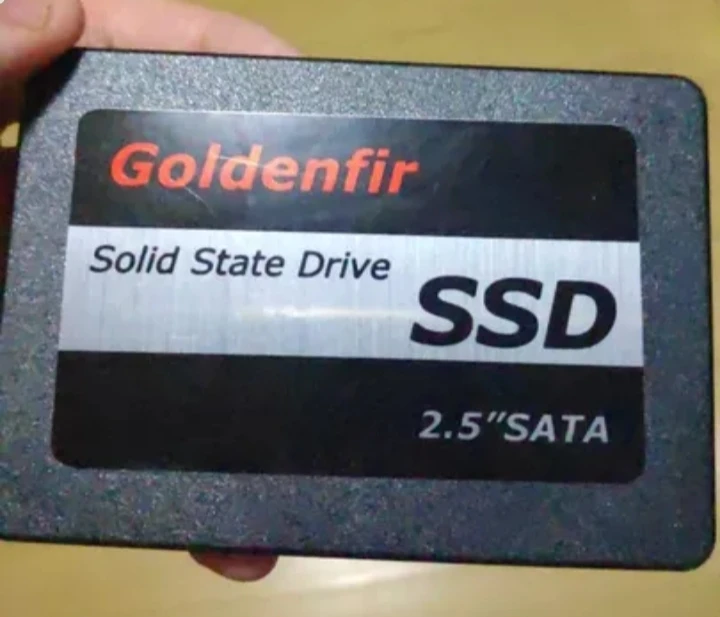 Goldenfir
Solid State Drive
SSD
2.5"SATA